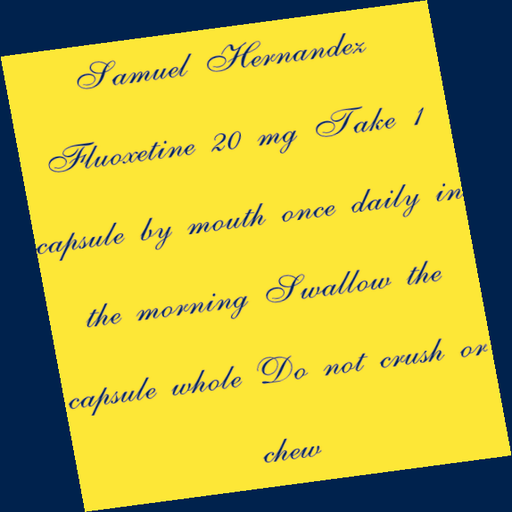 Samuel Hernandez
Fluoxetine 20 mg Take 1
capsule by mouth once daily in
the morning Swallow the
capsule whole Do not crush or
chew